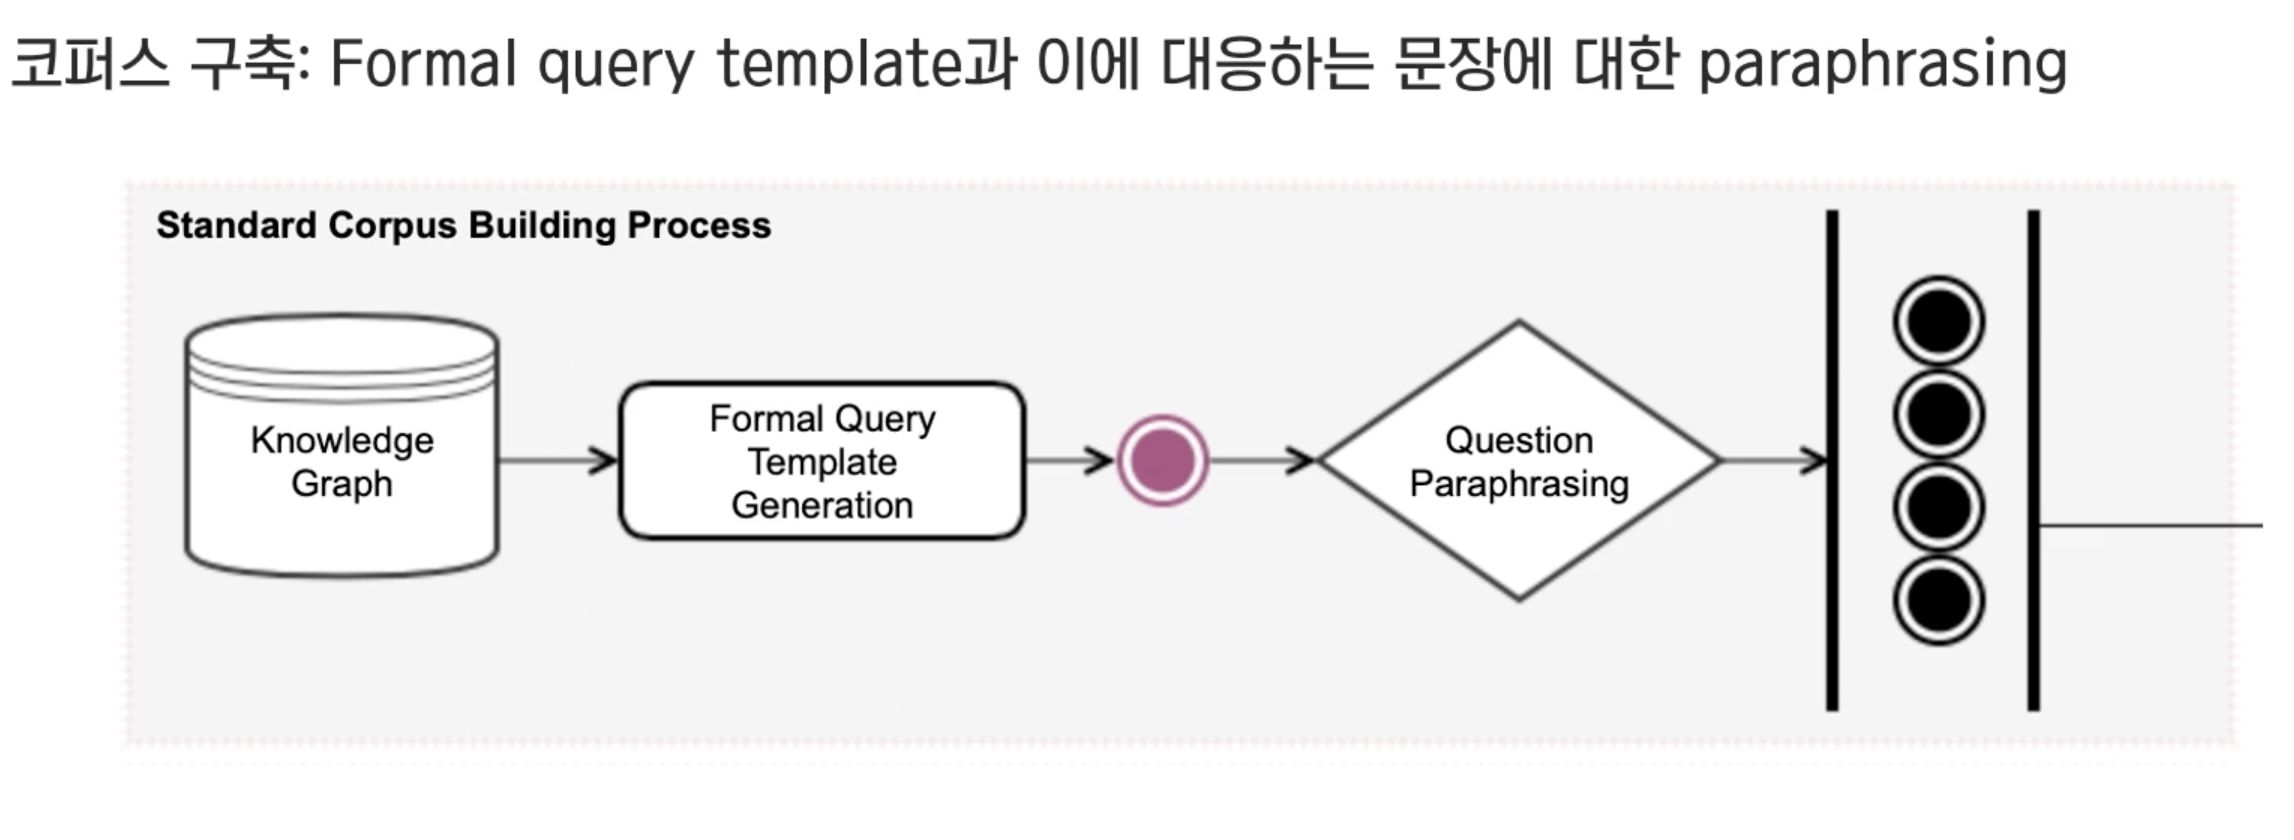 코퍼스 구축: Formal query template과 이에 대응하는 문장에 대한 paraphrasing
Standard Corpus Building Process
Knowledge
Graph
Formal Query
Template
Generation
Question
Paraphrasing